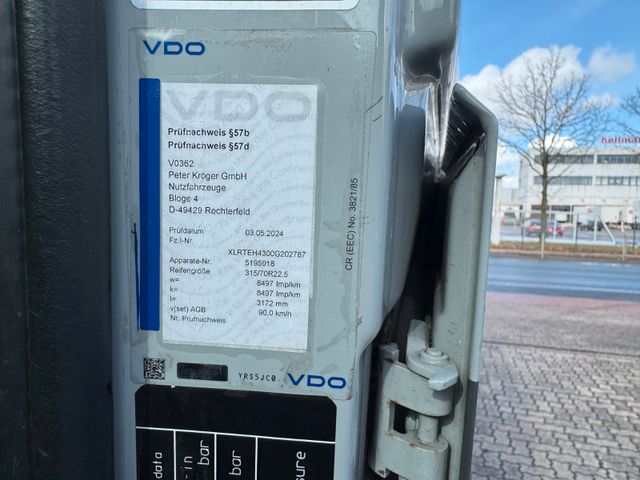 VDO
VDO
Prüfnachweis §57b
Prüfnachweis §57d
V0362
Peter Kröger GmbH
Nutzfahrzeuge
Bloge 4
D-49429 Rechterfeld
Prüfdatum 03.05.2024
Fz.I-Nr. XLRTEH4300G202787
Apparate-Nr. 5195918
Reifengröße 315/70R22,5
w= 8497 Imp/km
k= 8497 Imp/km
l= 3172 mm
v(set) AGB 90,0 km/h
Nr. Prüfnachweis
CR (EEC) No. 3821/85
YRS5JC0
VDO
data
in
bar
bar
sure
hellmann